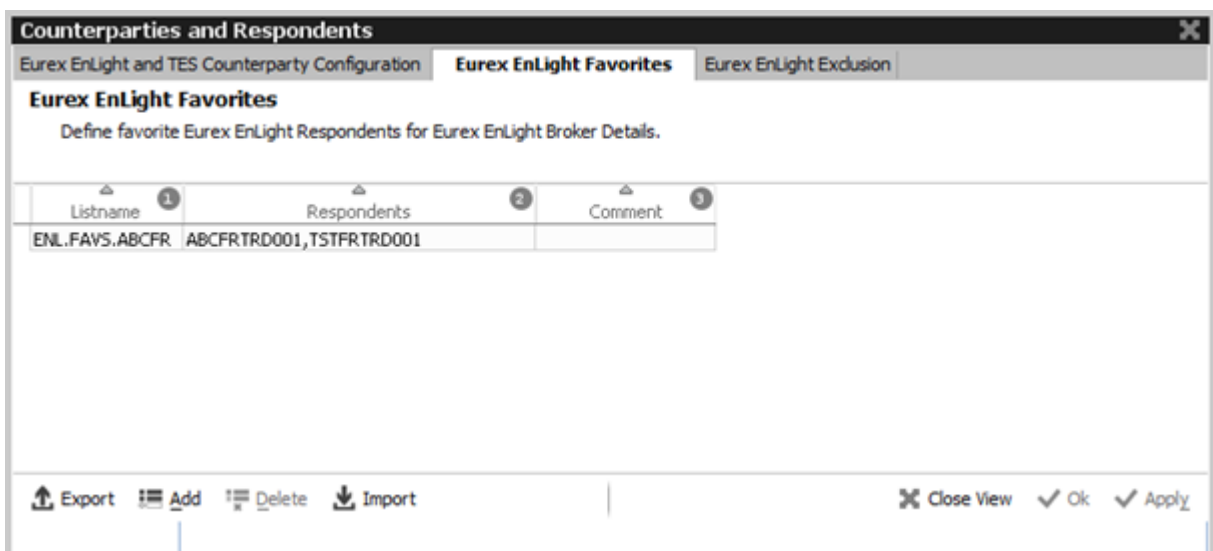 Counterparties and Respondents
Eurex EnLight and TES Counterparty Configuration Eurex EnLight Favorites Eurex EnLight Exclusion
Eurex EnLight Favorites
Define favorite Eurex EnLight Respondents for Eurex EnLight Broker Details.
Listname 1 Respondents 2 Comment 3
ENL.FAVS.ABCFR ABCFRTRD001,TSTFRTRD001
Export Add Delete Import Close View Ok Apply